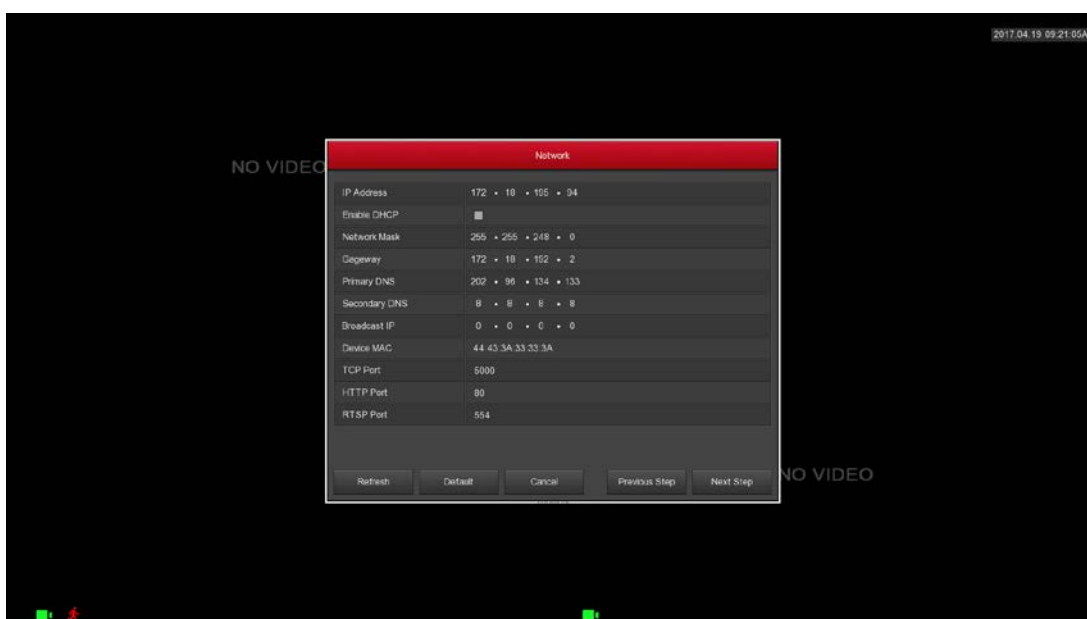 2017.04.19 09:21:05A
NO VIDEO
Network
IP Address 172 • 18 • 195 • 94
Enable DHCP
Network Mask 255 • 255 • 248 • 0
Gageway 172 • 18 • 192 • 2
Primary DNS 202 • 96 • 134 • 133
Secondary DNS 8 • 8 • 8 • 8
Broadcast IP 0 • 0 • 0 • 0
Device MAC 44:43:3A:33:33:3A
TCP Port 5000
HTTP Port 80
RTSP Port 554
Refresh Default Cancel Previous Step Next Step
NO VIDEO